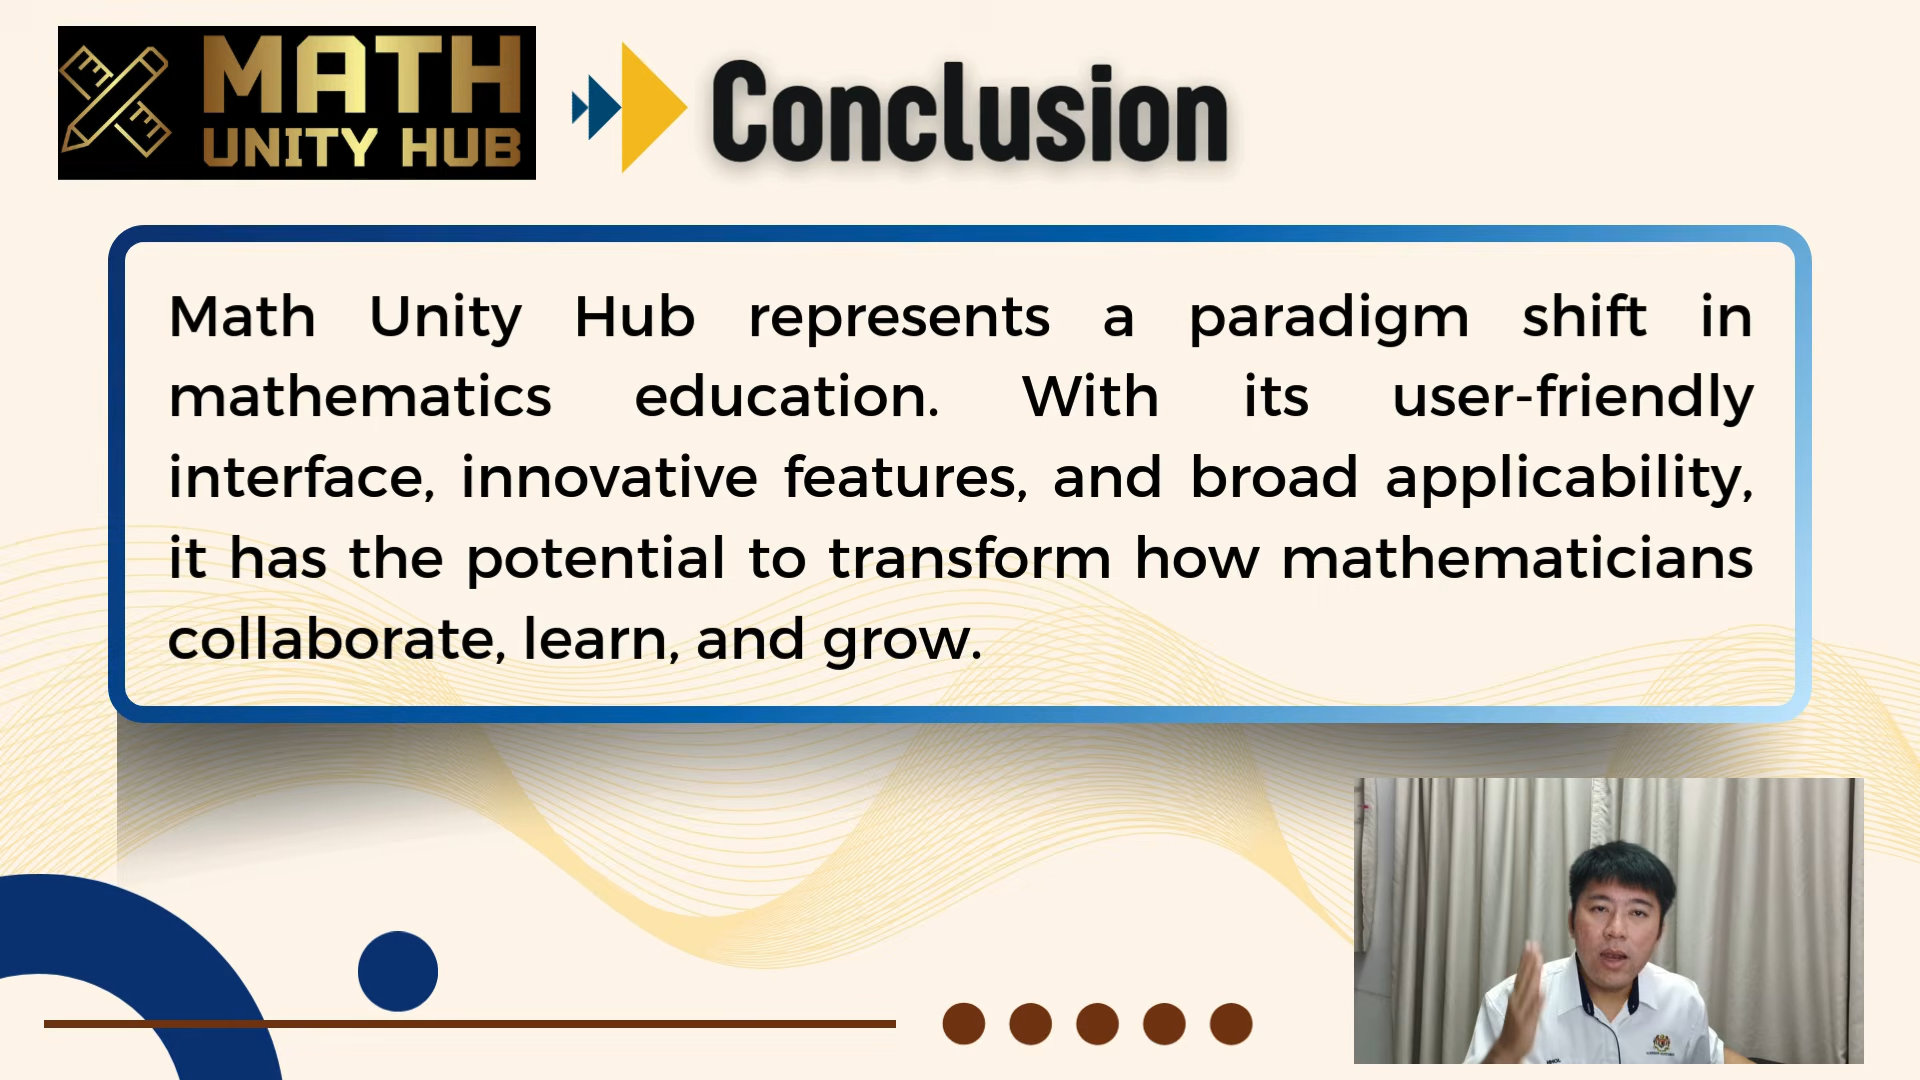 MATH
UNITY HUB
Conclusion
Math Unity Hub represents a paradigm shift in
mathematics education. With its user-friendly
interface, innovative features, and broad applicability,
it has the potential to transform how mathematicians
collaborate, learn, and grow.